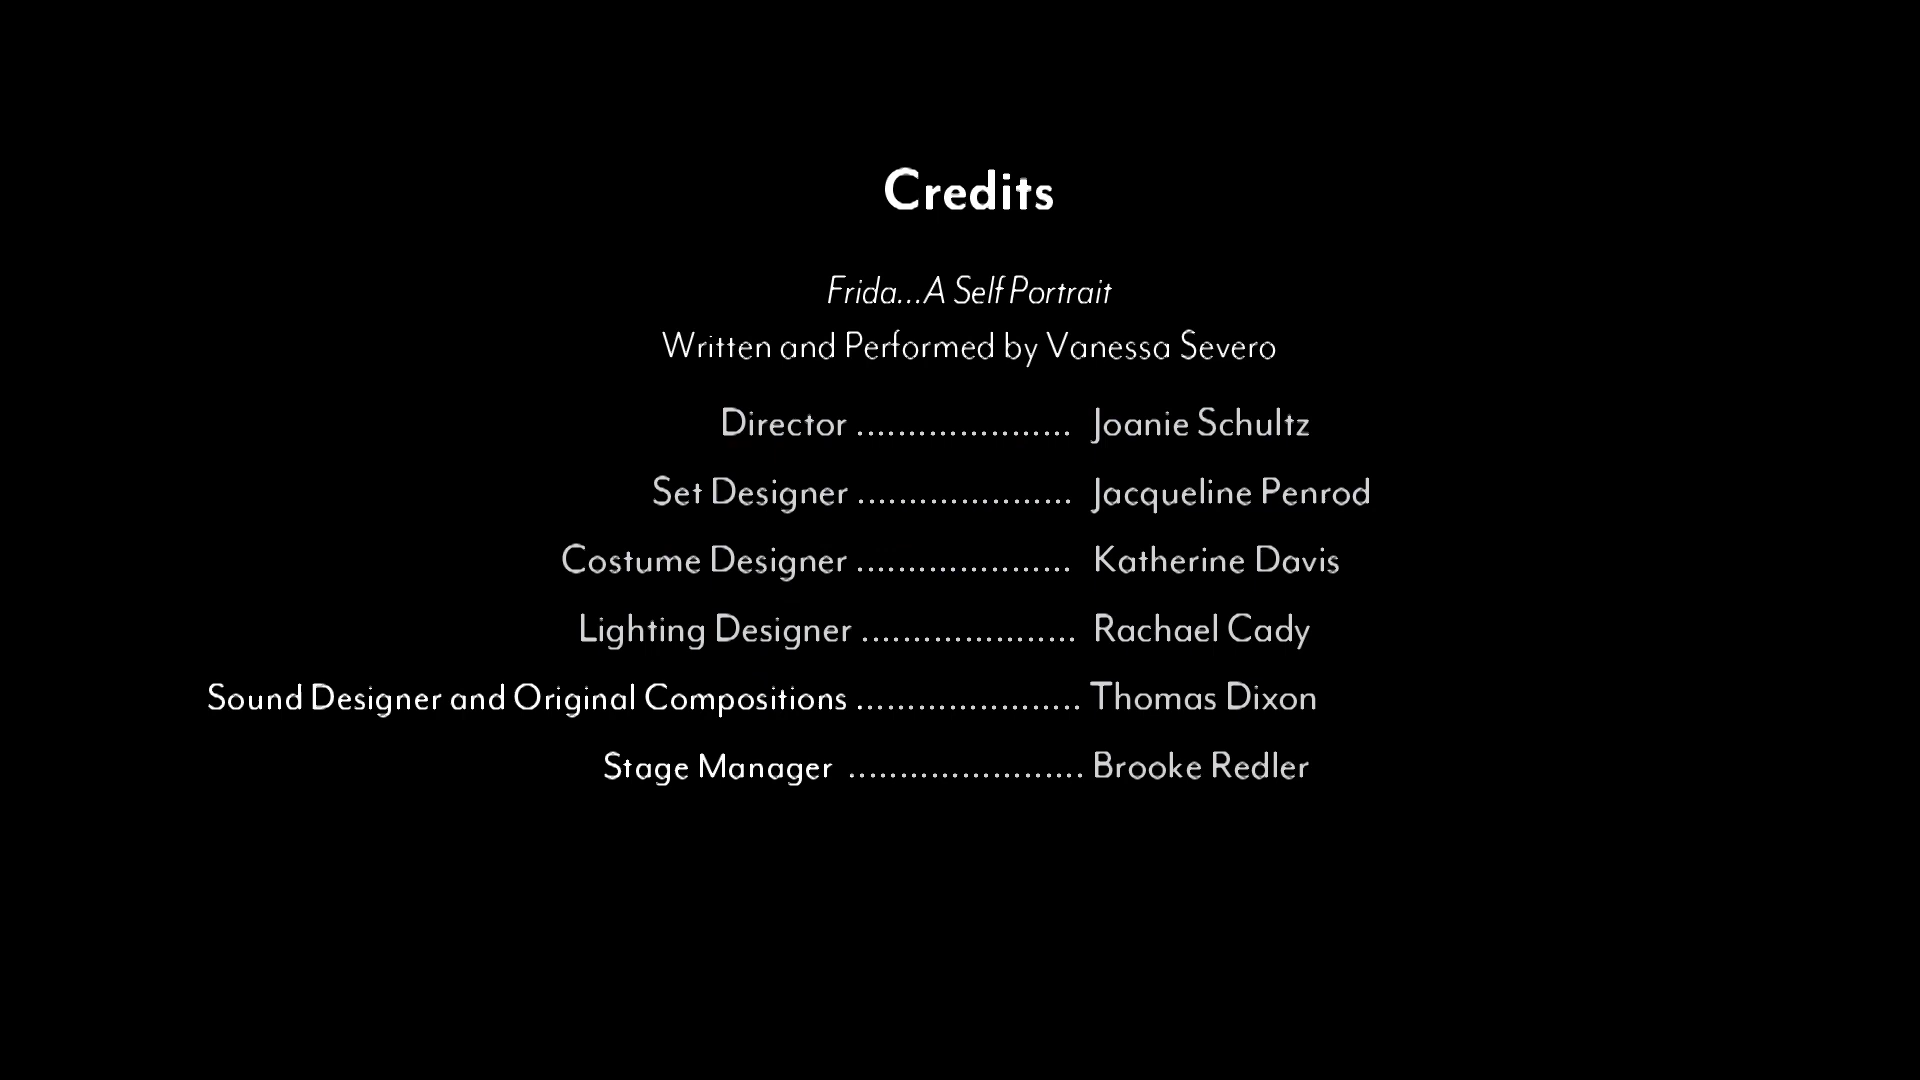 Credits
Frida...A Self Portrait
Written and Performed by Vanessa Severo
Director ..................... Joanie Schultz
Set Designer ..................... Jacqueline Penrod
Costume Designer ..................... Katherine Davis
Lighting Designer ..................... Rachael Cady
Sound Designer and Original Compositions ...................... Thomas Dixon
Stage Manager ....................... Brooke Redler